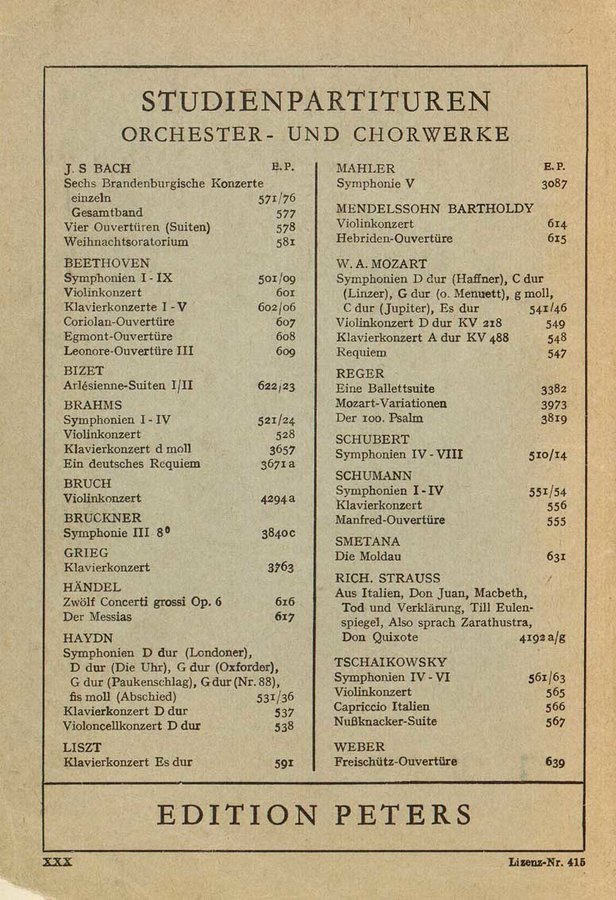 STUDIENPARTITUREN
ORCHESTER- UND CHORWERKE
J. S BACH E. P.
Sechs Brandenburgische Konzerte
einzeln 571/76
Gesamtband 577
Vier Ouvertüren (Suiten) 578
Weihnachtsoratorium 581
BEETHOVEN
Symphonien I - IX 501/09
Violinkonzert 601
Klavierkonzerte I - V 602/06
Coriolan-Ouvertüre 607
Egmont-Ouvertüre 608
Leonore-Ouvertüre III 609
BIZET
Arlésienne-Suiten I/II 622/23
BRAHMS
Symphonien I - IV 521/24
Violinkonzert 528
Klavierkonzert d moll 3657
Ein deutsches Requiem 3671a
BRUCH
Violinkonzert 4294a
BRUCKNER
Symphonie III 8⁰ 3840c
GRIEG
Klavierkonzert 3763
HÄNDEL
Zwölf Concerti grossi Op. 6 616
Der Messias 617
HAYDN
Symphonien D dur (Londoner),
D dur (Die Uhr), G dur (Oxforder),
G dur (Paukenschlag), G dur (Nr. 88),
fis moll (Abschied) 531/36
Klavierkonzert D dur 537
Violoncellkonzert D dur 538
LISZT
Klavierkonzert Es dur 591
MAHLER E. P.
Symphonie V 3087
MENDELSSOHN BARTHOLDY
Violinkonzert 614
Hebriden-Ouvertüre 615
W. A. MOZART
Symphonien D dur (Haffner), C dur
(Linzer), G dur (o. Menuett), g moll,
C dur (Jupiter), Es dur 541/46
Violinkonzert D dur KV 218 549
Klavierkonzert A dur KV 488 548
Requiem 547
REGER
Eine Ballettsuite 3382
Mozart-Variationen 3973
Der 100. Psalm 3819
SCHUBERT
Symphonien IV - VIII 510/14
SCHUMANN
Symphonien I - IV 551/54
Klavierkonzert 556
Manfred-Ouvertüre 555
SMETANA
Die Moldau 631
RICH. STRAUSS
Aus Italien, Don Juan, Macbeth,
Tod und Verklärung, Till Eulen-
spiegel, Also sprach Zarathustra,
Don Quixote 4192 a/g
TSCHAIKOWSKY
Symphonien IV - VI 561/63
Violinkonzert 565
Capriccio Italien 566
Nußknacker-Suite 567
WEBER
Freischütz-Ouvertüre 639
EDITION PETERS
XXX Lizenz-Nr. 415